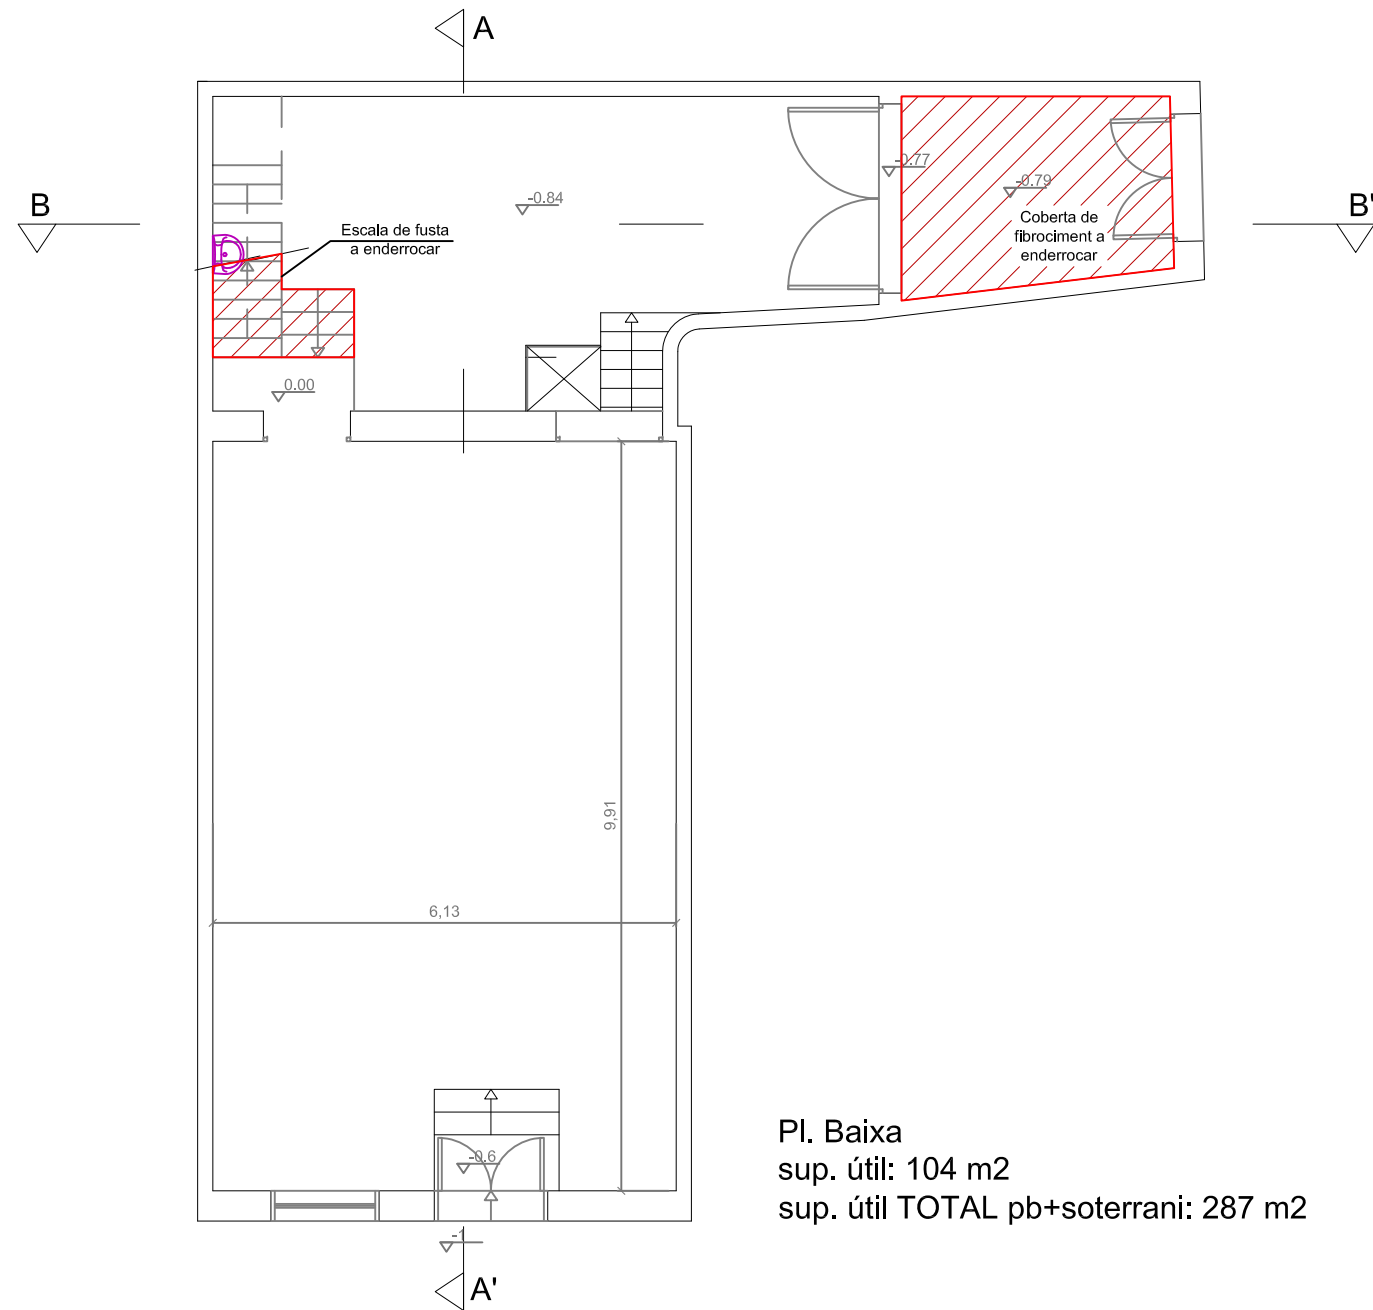 A
B
B'
-0.77
-0.79
-0.84
Escala de fusta
a enderrocar
Coberta de
fibrociment a
enderrocar
0.00
9,91
6,13
-0.6
-1
A'
Pl. Baixa
sup. útil: 104 m2
sup. útil TOTAL pb+soterrani: 287 m2